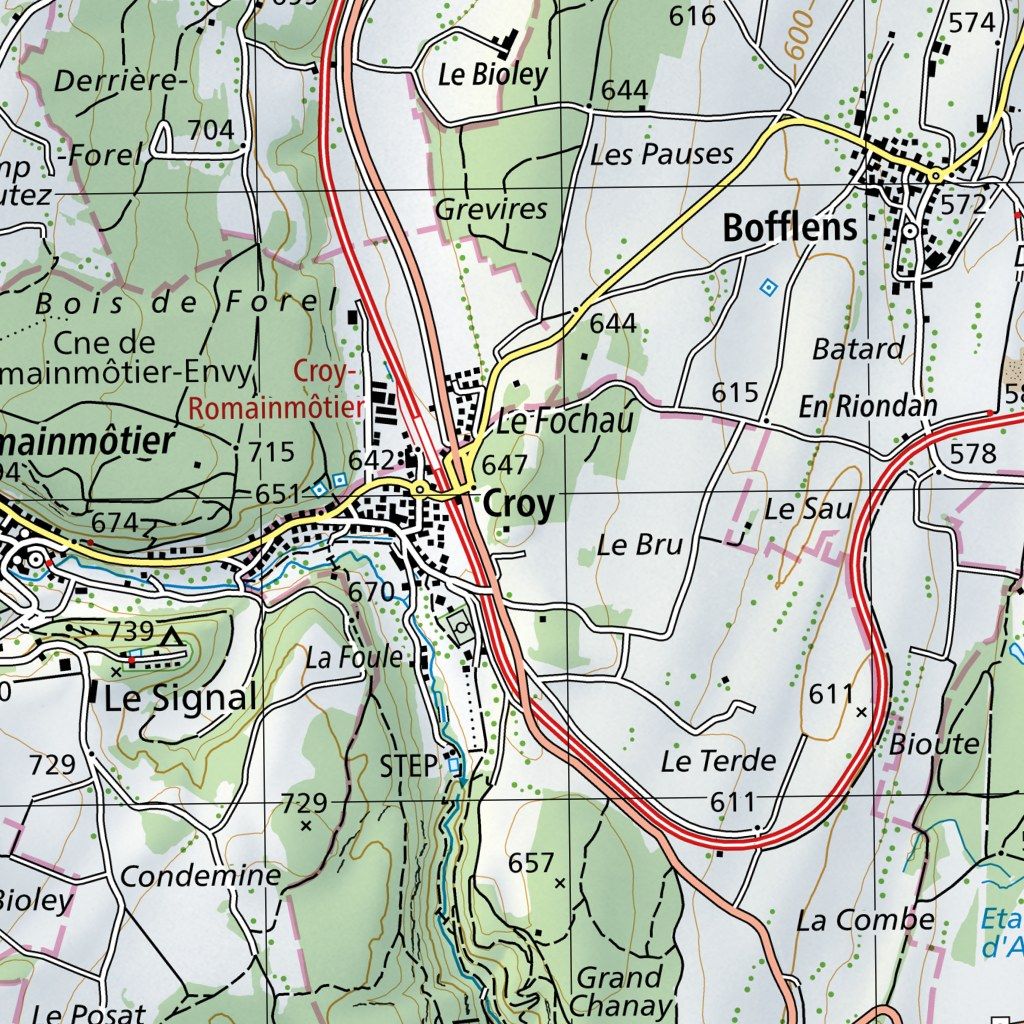 616
574
600
Derrière-
Le Bioley
644
704
-Forel
Les Pauses
572
Grevires
Bofflens
Bois de Forel
Cne de
644
Croy-
Batard
Romainmôtier
615
En Riondan
Le Fochau
715
642
647
578
651
Croy
674
Le Sau
Le Bru
670
739
La Foule
Le Signal
611
729
STEP
Le Terde
Bioute
729
611
657
Condemine
Bioley
La Combe
Grand
Chanay
Le Posat